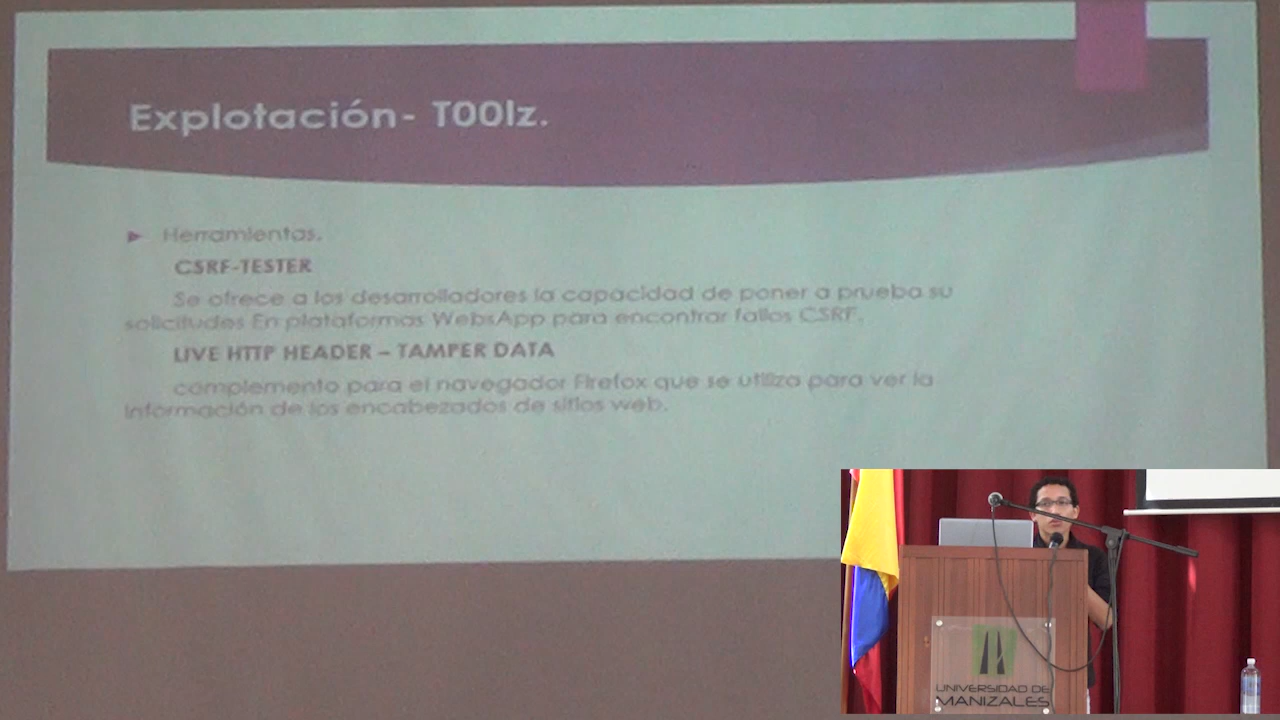 Explotación- T00lz.
► Herramientas.
CSRF-TESTER
Se ofrece a los desarrolladores la capacidad de poner a prueba su
solicitudes En plataformas WebsApp para encontrar fallos CSRF.
LIVE HTTP HEADER – TAMPER DATA
complemento para el navegador Firefox que se utiliza para ver la
información de los encabezados de sitios web.
UNIVERSIDAD DE
MANIZALES